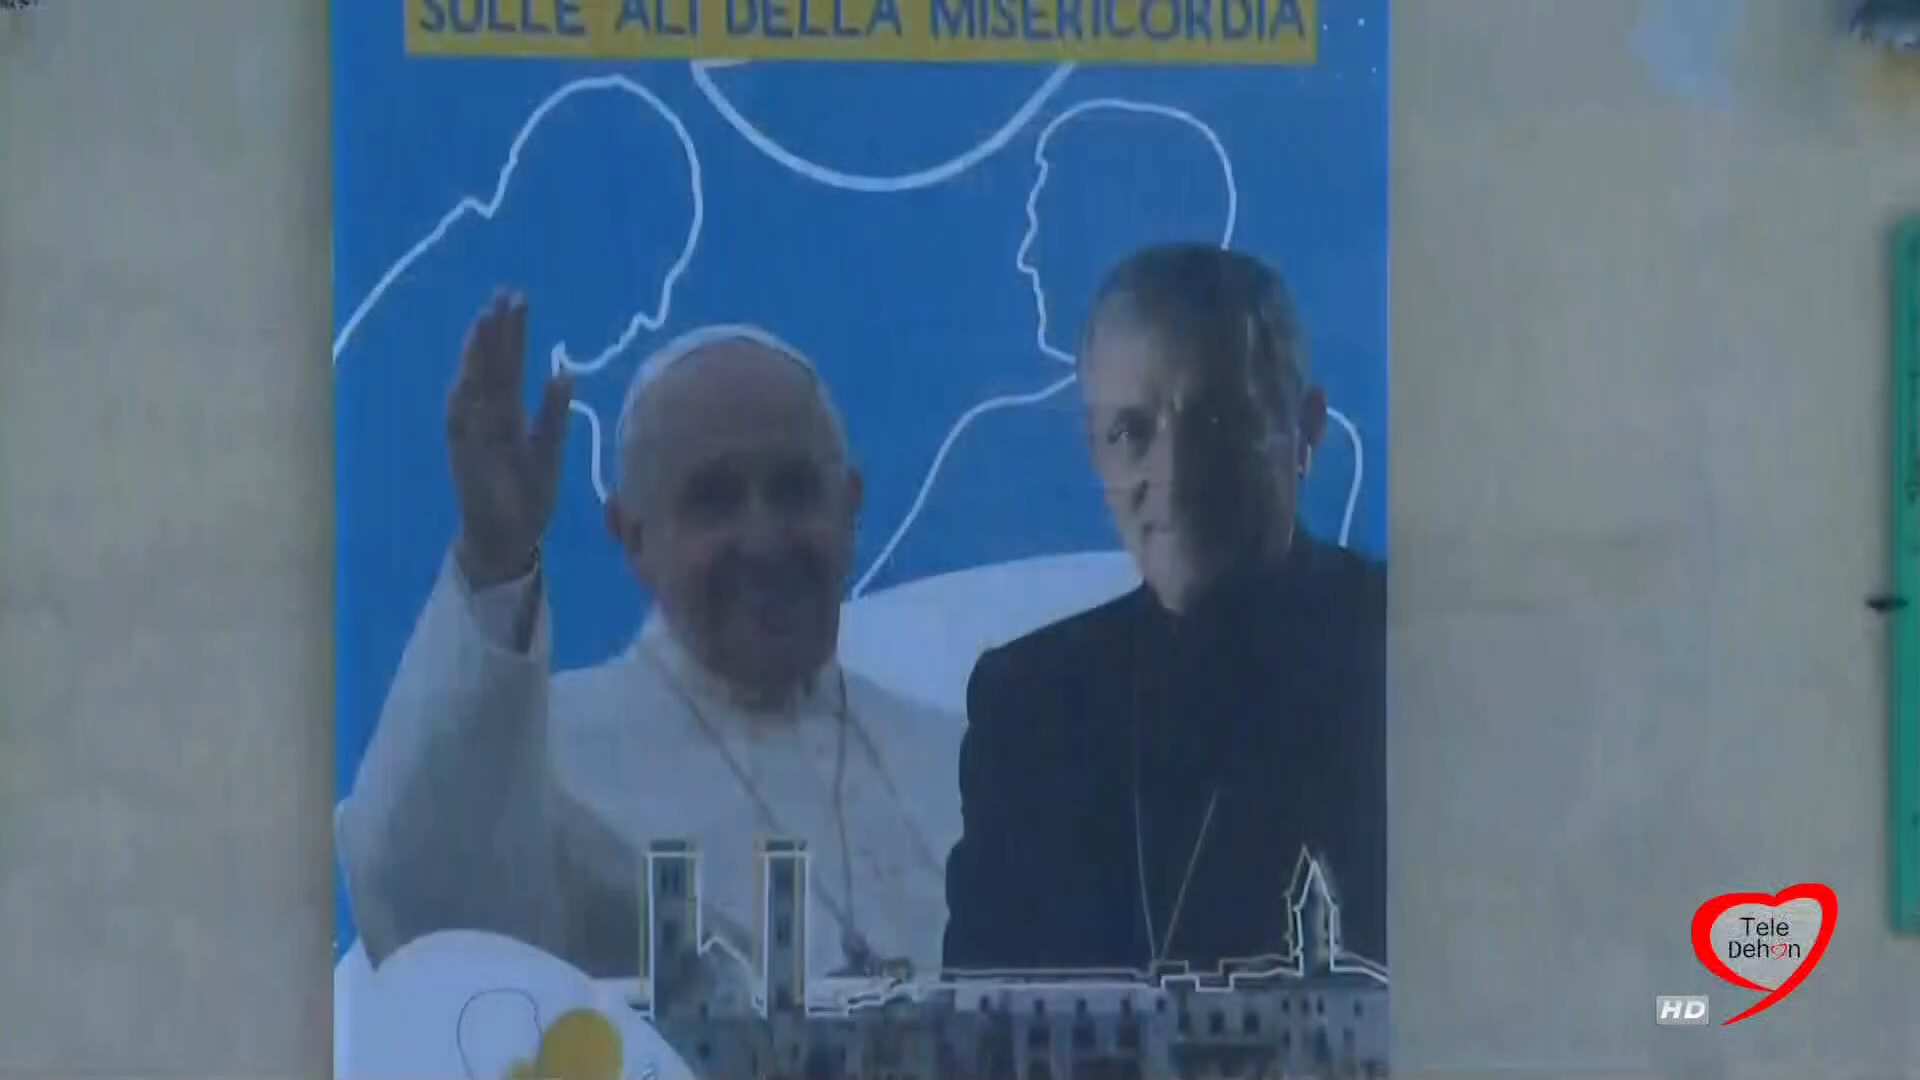 SULLE ALI DELLA MISERICORDIA
Tele
Dehon
HD